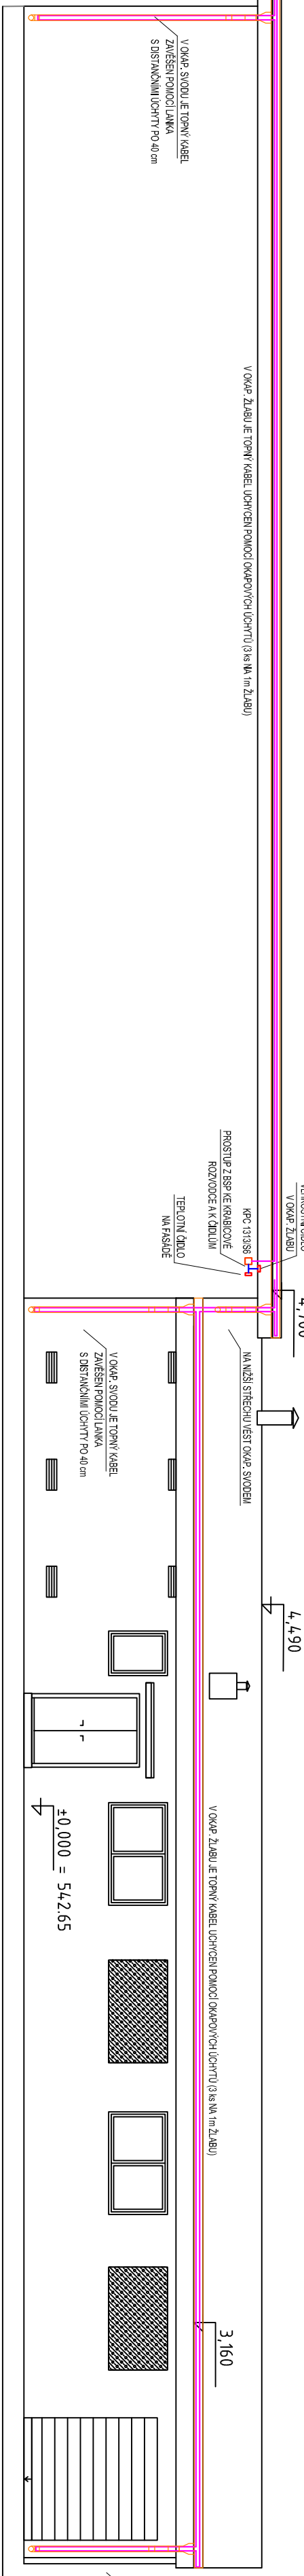 V OKAP. SVODU JE TOPNÝ KABEL
ZAVĚŠEN POMOCÍ LANKA
S DISTANČNÍMI ÚCHYTY PO 40 cm
V OKAP. ŽLABU JE TOPNÝ KABEL UCHYCEN POMOCÍ OKAPOVÝCH ÚCHYTŮ (3 ks NA 1m ŽLABU)
V OKAP. ŽLABU
KPC 1313/S6
PROSTUP Z BSP KE KRABICOVÉ
ROZVODCE A K ČIDLŮM
TEPLOTNÍ ČIDLO
NA FASÁDĚ
NA NIŽŠÍ STŘECHU VÉST OKAP. SVODEM
V OKAP. SVODU JE TOPNÝ KABEL
ZAVĚŠEN POMOCÍ LANKA
S DISTANČNÍMI ÚCHYTY PO 40 cm
4,490
V OKAP. ŽLABU JE TOPNÝ KABEL UCHYCEN POMOCÍ OKAPOVÝCH ÚCHYTŮ (3 ks NA 1m ŽLABU)
±0,000 = 542.65
3,160